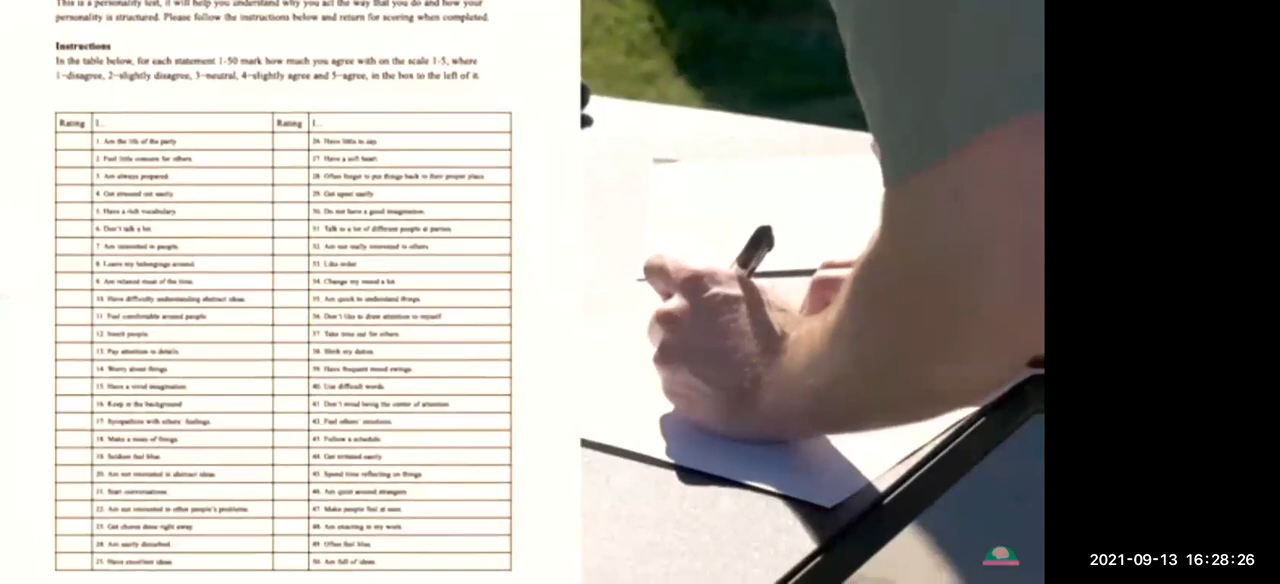 This is a personality test, it will help you understand why you act the way that you do and how your
personality is structured. Please follow the instructions below and return for scoring when completed.
Instructions
In the table below, for each statement 1-50 mark how much you agree with on the scale 1-5, where
1=disagree, 2=slightly disagree, 3=neutral, 4=slightly agree and 5=agree, in the box to the left of it.
Rating I... Rating I...
1. Am the life of the party 26. Have little to say.
2. Feel little concern for others. 27. Have a soft heart.
3. Am always prepared. 28. Often forget to put things back in their proper place
4. Get stressed out easily. 29. Get upset easily.
5. Have a rich vocabulary. 30. Do not have a good imagination.
6. Don't talk a lot. 31. Talk to a lot of different people at parties.
7. Am interested in people. 32. Am not really interested in others.
8. Leave my belongings around. 33. Like order.
9. Am relaxed most of the time. 34. Change my mood a lot.
10. Have difficulty understanding abstract ideas. 35. Am quick to understand things.
11. Feel comfortable around people. 36. Don't like to draw attention to myself.
12. Insult people. 37. Take time out for others.
13. Pay attention to details. 38. Shirk my duties.
14. Worry about things. 39. Have frequent mood swings.
15. Have a vivid imagination. 40. Use difficult words.
16. Keep in the background. 41. Don't mind being the center of attention.
17. Sympathize with others' feelings. 42. Feel others' emotions.
18. Make a mess of things. 43. Follow a schedule.
19. Seldom feel blue. 44. Get irritated easily.
20. Am not interested in abstract ideas. 45. Spend time reflecting on things.
21. Start conversations. 46. Am quiet around strangers.
22. Am not interested in other people's problems. 47. Make people feel at ease.
23. Get chores done right away. 48. Am exacting in my work.
24. Am easily disturbed. 49. Often feel blue.
25. Have excellent ideas. 50. Am full of ideas.
2021-09-13 16:28:26